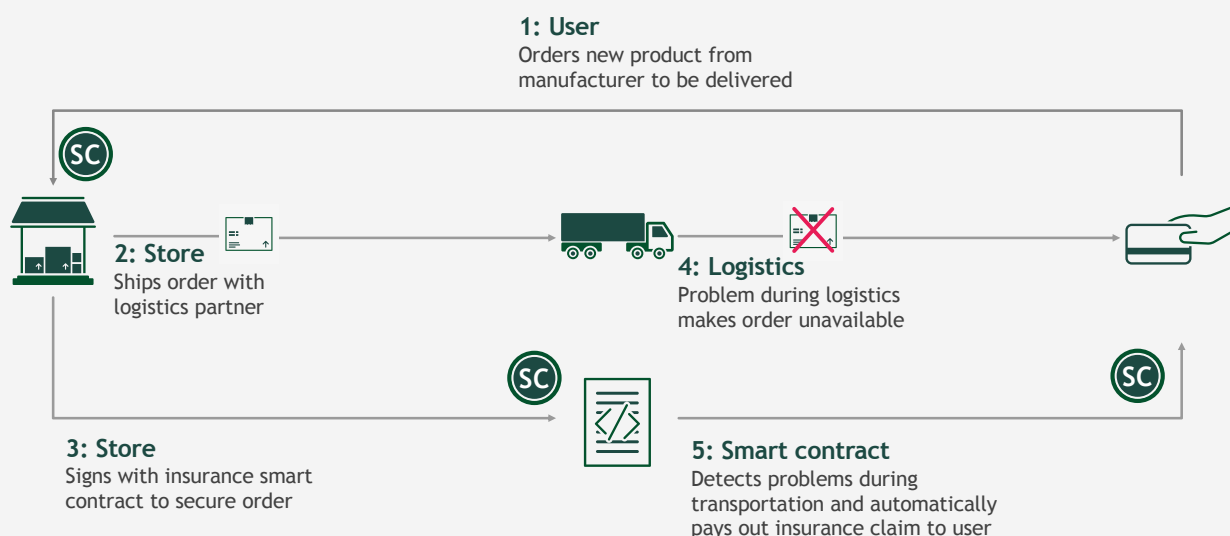 1: User
Orders new product from
manufacturer to be delivered
SC
2: Store
Ships order with
logistics partner
4: Logistics
Problem during logistics
makes order unavailable
SC
SC
3: Store
Signs with insurance smart
contract to secure order
5: Smart contract
Detects problems during
transportation and automatically
pays out insurance claim to user